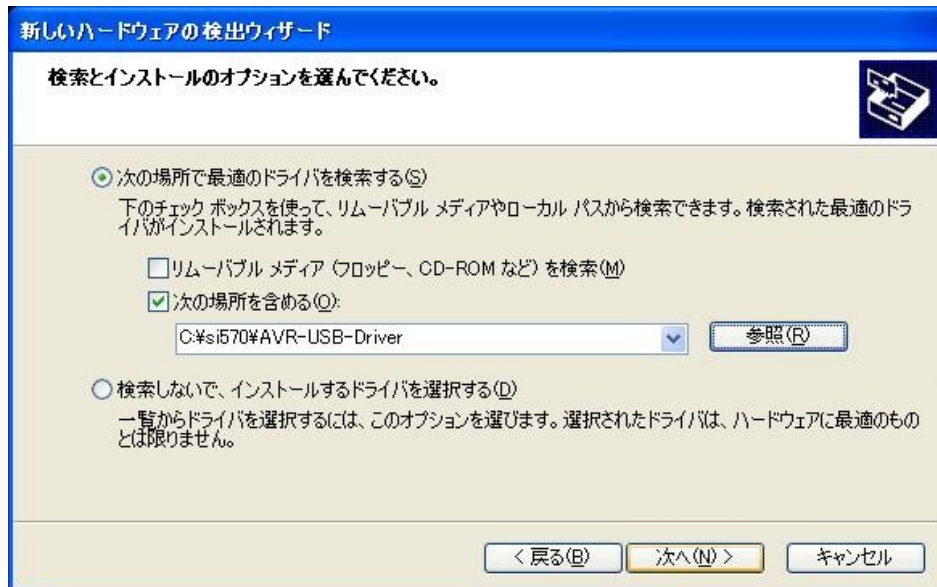 新しいハードウェアの検出ウィザード
検索とインストールのオプションを選んでください。
次の場所で最適のドライバを検索する(S)
下のチェック ボックスを使って、リムーバブル メディアやローカル パスから検索できます。検索された最適のドラ
イバがインストールされます。
リムーバブル メディア (フロッピー、CD-ROM など) を検索(M)
次の場所を含める(O):
C:¥si570¥AVR-USB-Driver
参照(R)
検索しないで、インストールするドライバを選択する(D)
一覧からドライバを選択するには、このオプションを選びます。選択されたドライバは、ハードウェアに最適のもの
とは限りません。
< 戻る(B) 次へ(N) > キャンセル